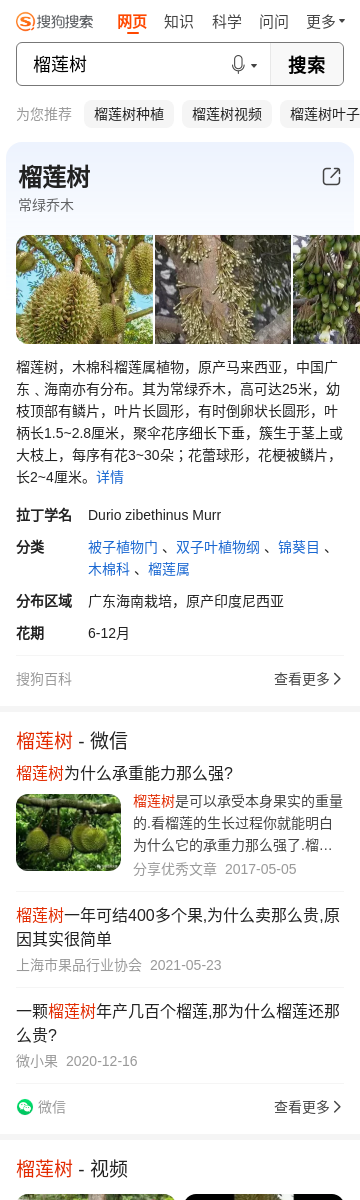 搜狗搜索 网页 知识 科学 问问 更多
榴莲树 搜索
为您推荐 榴莲树种植 榴莲树视频 榴莲树叶子
榴莲树
常绿乔木
榴莲树，木棉科榴莲属植物，原产马来西亚，中国广
东﹑海南亦有分布。其为常绿乔木，高可达25米，幼
枝顶部有鳞片，叶片长圆形，有时倒卵状长圆形，叶
柄长1.5~2.8厘米，聚伞花序细长下垂，簇生于茎上或
大枝上，每序有花3~30朵；花蕾球形，花梗被鳞片，
长2~4厘米。详情
拉丁学名 Durio zibethinus Murr
分类 被子植物门 、双子叶植物纲 、锦葵目 、
木棉科 、榴莲属
分布区域 广东海南栽培，原产印度尼西亚
花期 6-12月
搜狗百科 查看更多
榴莲树 - 微信
榴莲树为什么承重能力那么强?
榴莲树是可以承受本身果实的重量
的.看榴莲的生长过程你就能明白
为什么它的承重力那么强了.榴…
分享优秀文章 2017-05-05
榴莲树一年可结400多个果,为什么卖那么贵,原
因其实很简单
上海市果品行业协会 2021-05-23
一颗榴莲树年产几百个榴莲,那为什么榴莲还那
么贵?
微小果 2020-12-16
微信 查看更多
榴莲树 - 视频